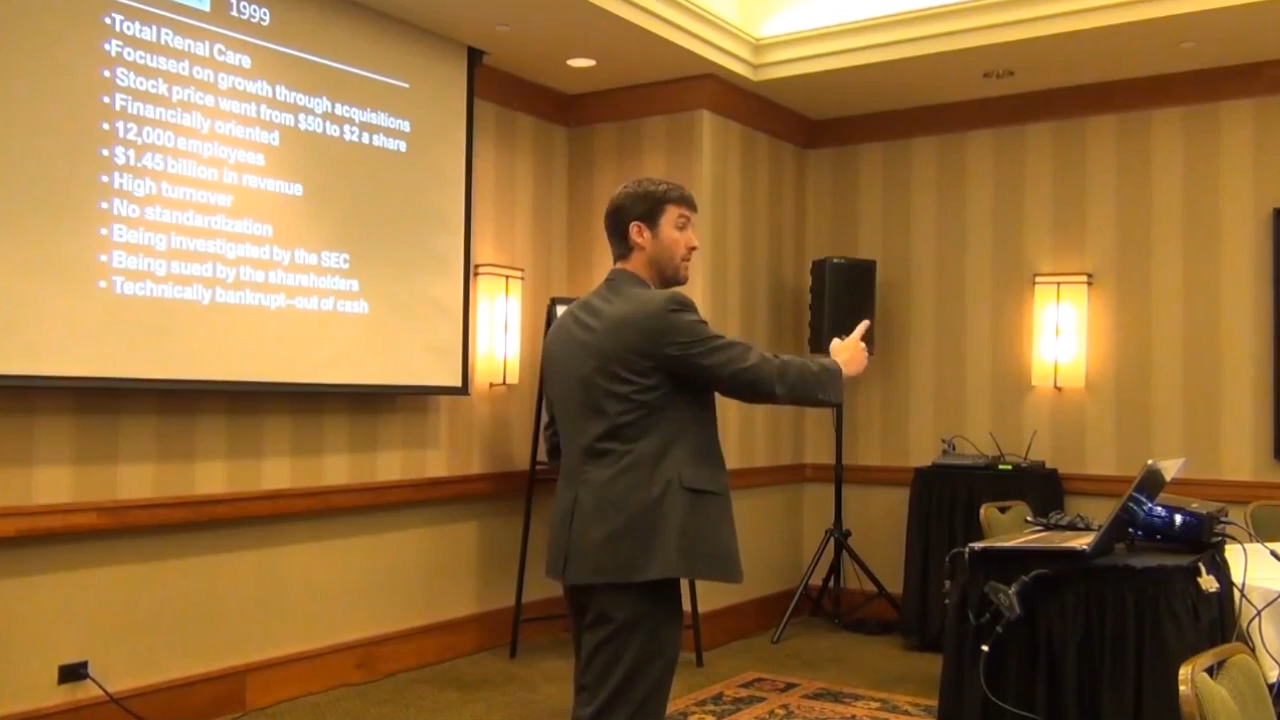 1999
•Total Renal Care
•Focused on growth through acquisitions
• Stock price went from $50 to $2 a share
• Financially oriented
• 12,000 employees
• $1.45 billion in revenue
• High turnover
• No standardization
• Being investigated by the SEC
• Being sued by the shareholders
• Technically bankrupt–out of cash